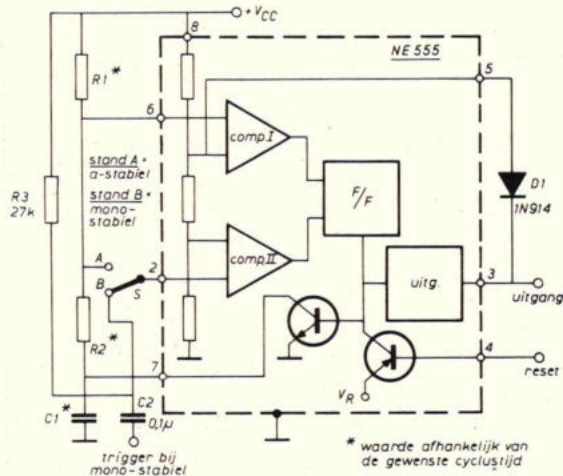 +VCC
8
NE 555
R1*
5
6
comp. I
stand A =
a-stabiel
stand B =
mono-
stabiel
R3
27k
F/F
D1
1N914
A
B
S
2
comp. II
uitg.
3
uitgang
R2*
7
4
reset
VR
C1*
C2
0,1µ
trigger bij
mono-stabiel
* waarde afhankelijk van
de gewenste cyclustijd